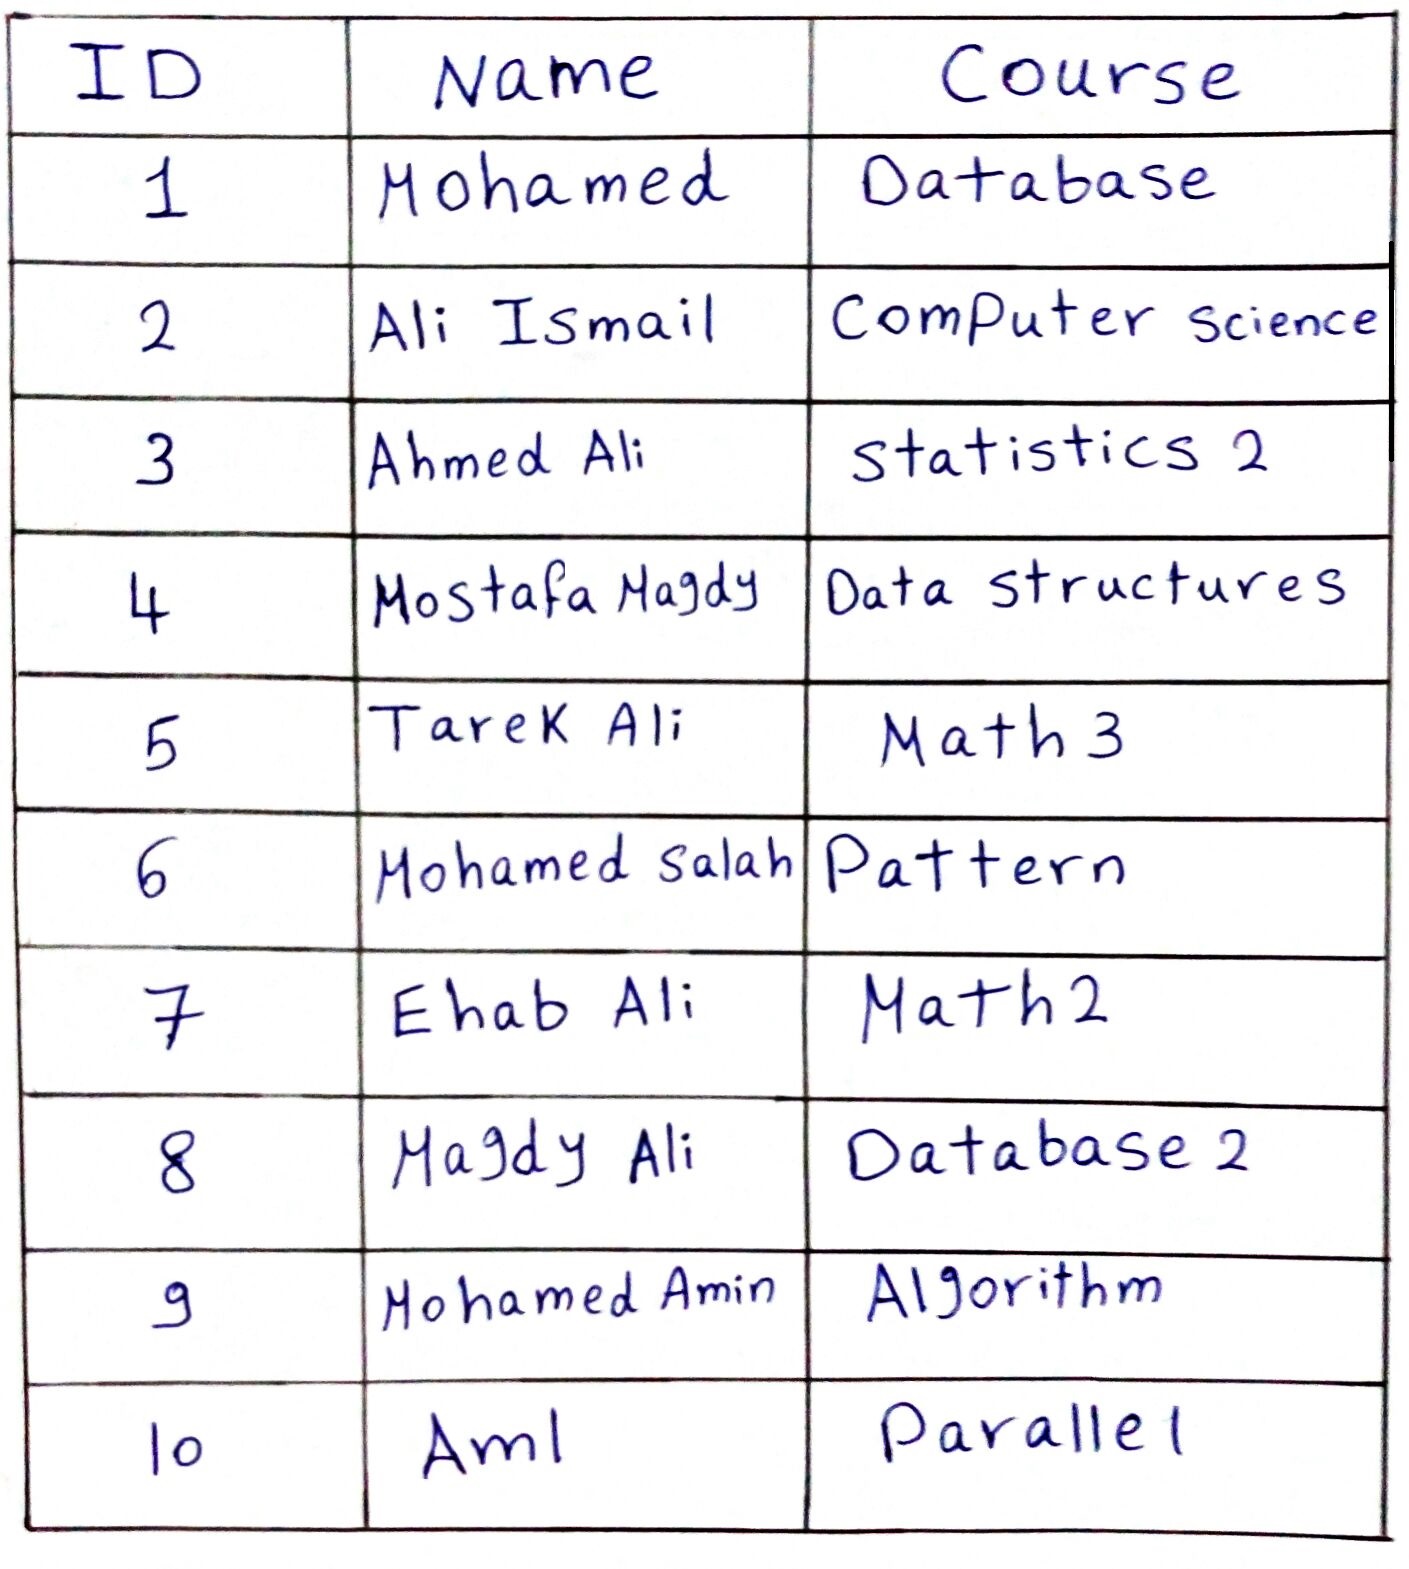 ID Name Course
1 Mohamed Database
2 Ali Ismail Computer science
3 Ahmed Ali statistics 2
4 Mostafa Magdy Data structures
5 Tarek Ali Math 3
6 Mohamed salah Pattern
7 Ehab Ali Math 2
8 Magdy Ali Database 2
9 Mohamed Amin Algorithm
10 Aml Parallel